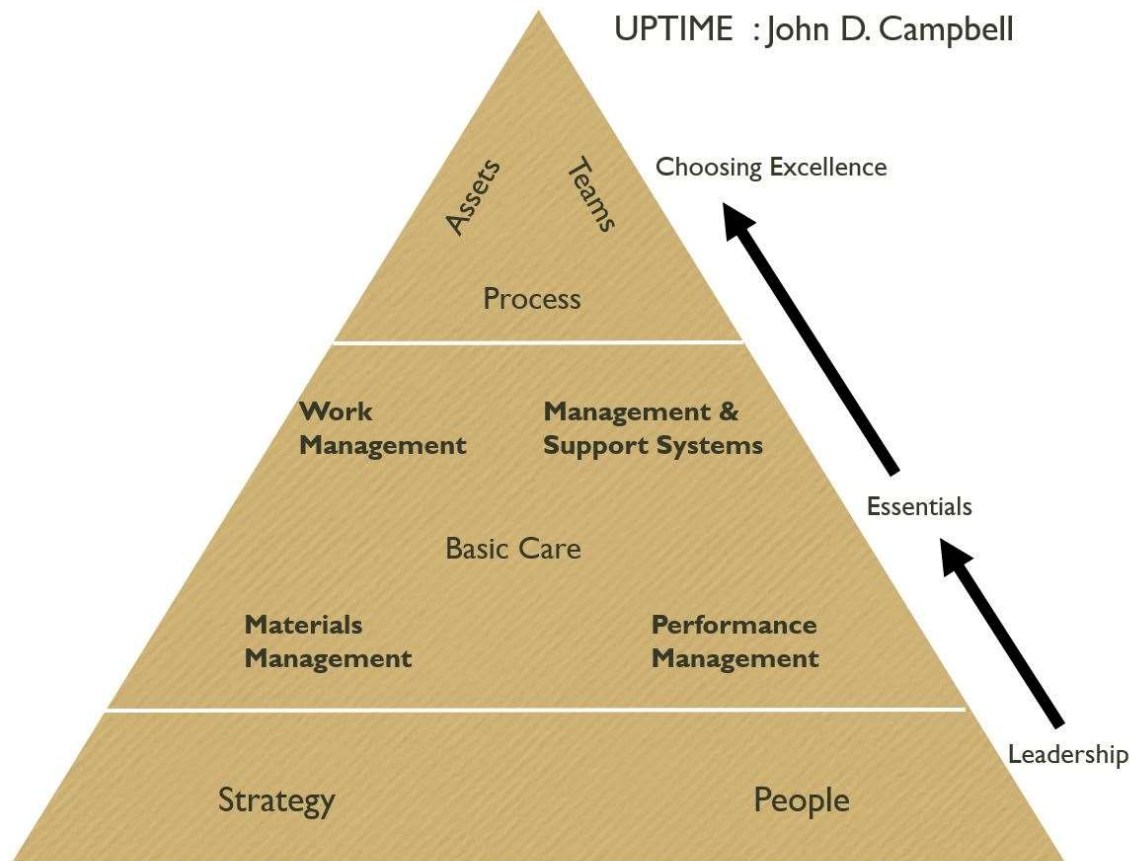 UPTIME : John D. Campbell
Choosing Excellence
Assets
Teams
Process
Work
Management
Management &
Support Systems
Essentials
Basic Care
Materials
Management
Performance
Management
Leadership
Strategy
People